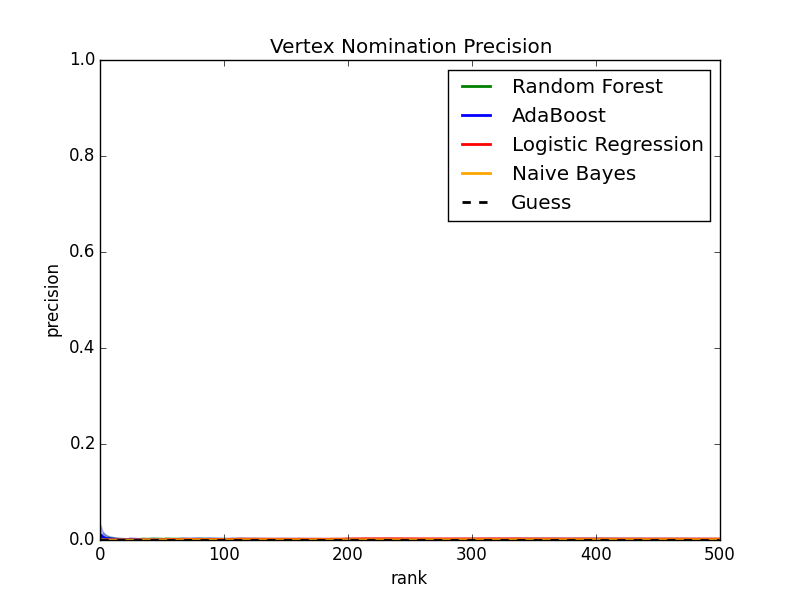 Vertex Nomination Precision
1.0
0.8
0.6
0.4
0.2
0.0
precision
Random Forest
AdaBoost
Logistic Regression
Naive Bayes
Guess
0 100 200 300 400 500
rank